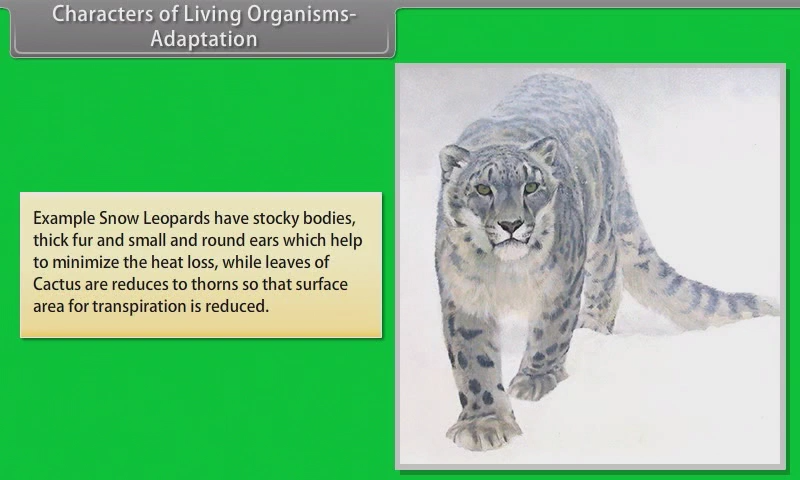 Characters of Living Organisms-
Adaptation
Example Snow Leopards have stocky bodies,
thick fur and small and round ears which help
to minimize the heat loss, while leaves of
Cactus are reduces to thorns so that surface
area for transpiration is reduced.